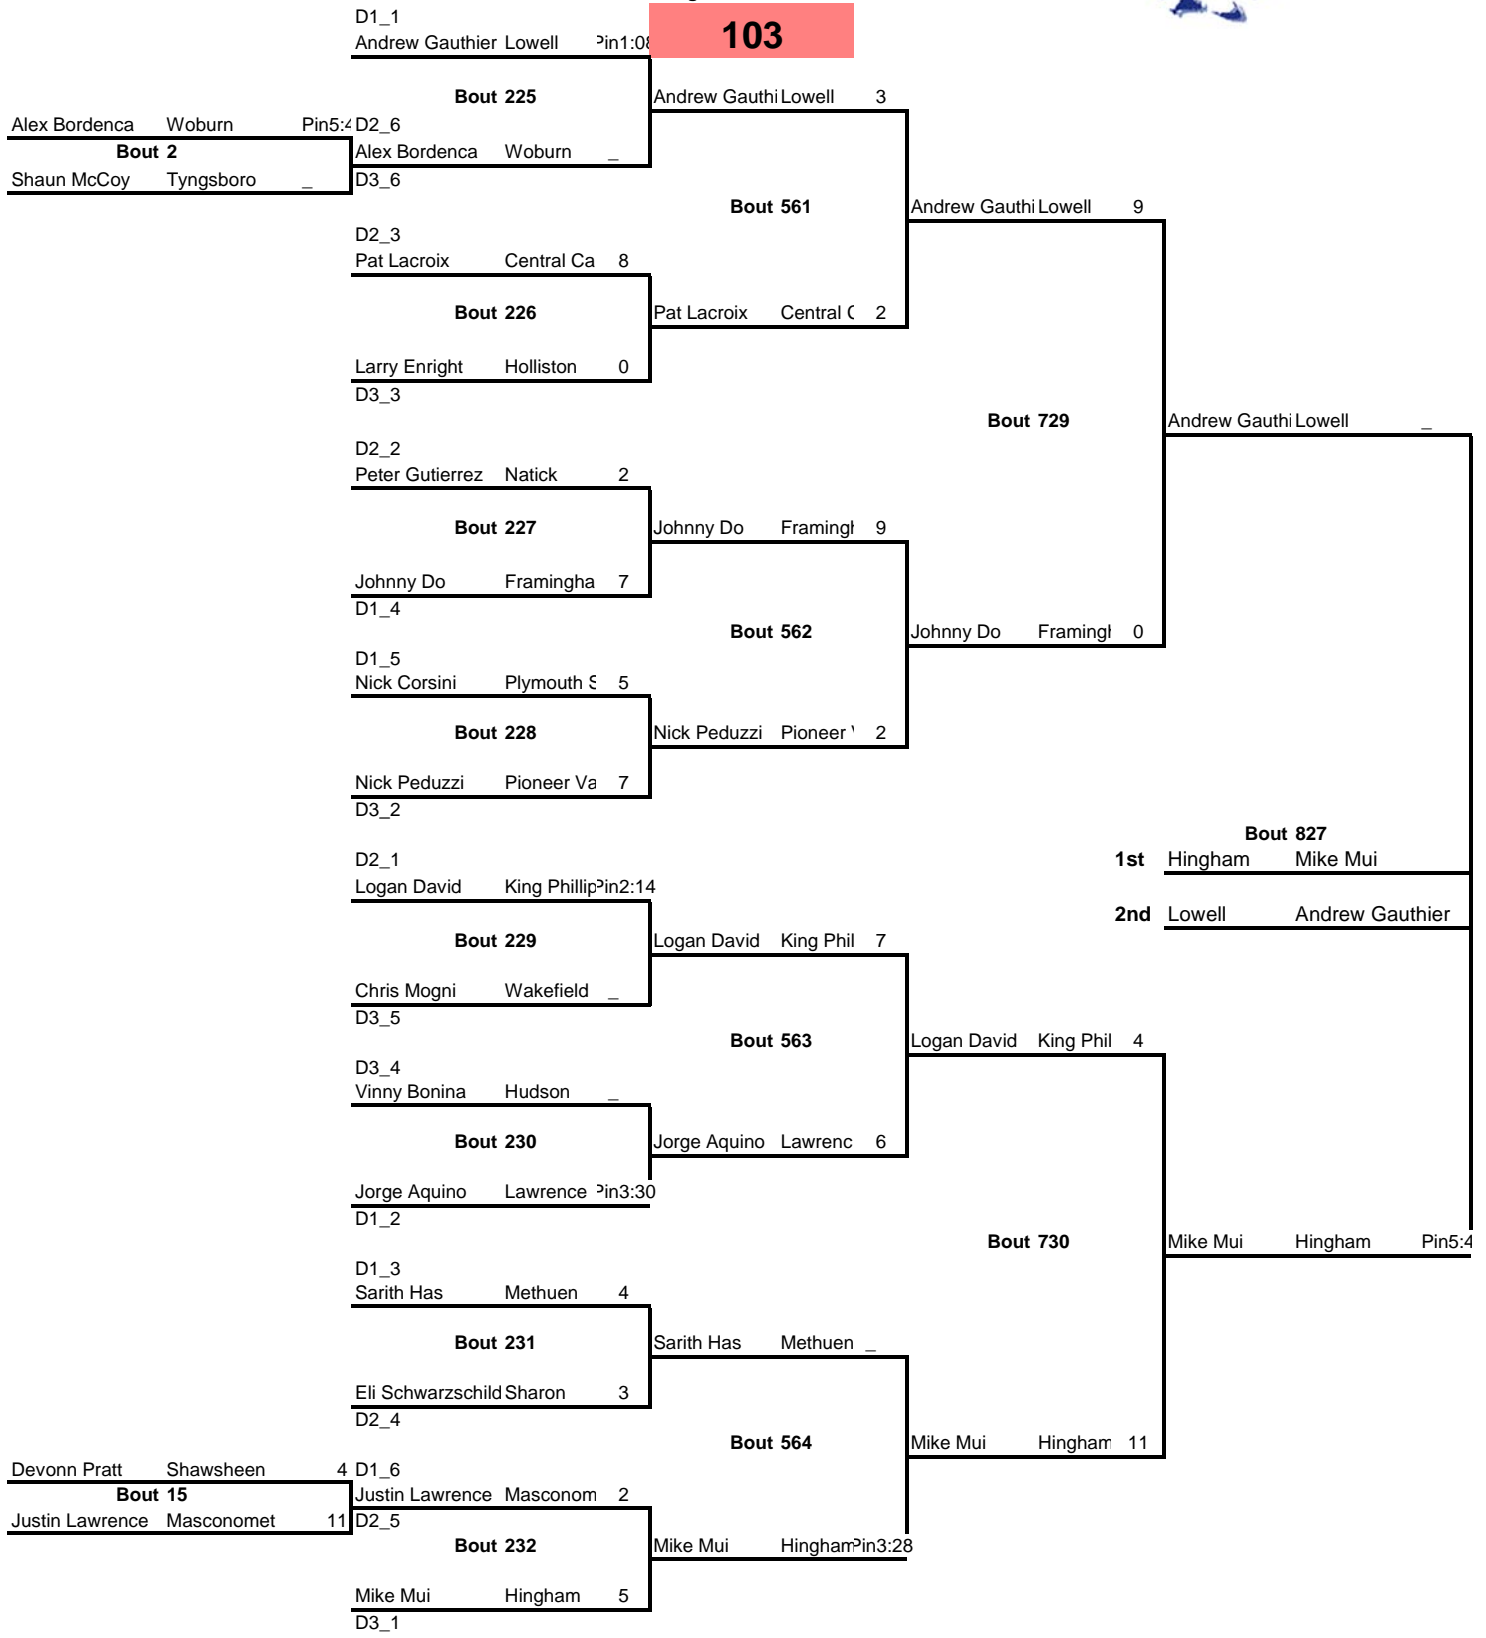 D1_1
103
Andrew Gauthier Lowell Pin1:08
Bout 225
Andrew Gauthi Lowell 3
Alex Bordenca Woburn Pin5:4 D2_6
Bout 2
Alex Bordenca Woburn _
Shaun McCoy Tyngsboro _ D3_6
Bout 561
Andrew Gauthi Lowell 9
D2_3
Pat Lacroix Central Ca 8
Bout 226
Pat Lacroix Central C 2
Larry Enright Holliston 0
D3_3
Bout 729
Andrew Gauthi Lowell _
D2_2
Peter Gutierrez Natick 2
Bout 227
Johnny Do Framingh 9
Johnny Do Framingha 7
D1_4
Bout 562
Johnny Do Framingh 0
D1_5
Nick Corsini Plymouth S 5
Bout 228
Nick Peduzzi Pioneer 2
Nick Peduzzi Pioneer Va 7
D3_2
Bout 827
D2_1
1st Hingham Mike Mui
Logan David King Phillip Pin2:14
2nd Lowell Andrew Gauthier
Bout 229
Logan David King Phil 7
Chris Mogni Wakefield _
D3_5
Bout 563
Logan David King Phil 4
D3_4
Vinny Bonina Hudson _
Bout 230
Jorge Aquino Lawrenc 6
Jorge Aquino Lawrence Pin3:30
D1_2
Bout 730
Mike Mui Hingham Pin5:4
D1_3
Sarith Has Methuen 4
Bout 231
Sarith Has Methuen _
Eli Schwarzschild Sharon 3
D2_4
Bout 564
Mike Mui Hingham 11
Devonn Pratt Shawsheen 4 D1_6
Bout 15
Justin Lawrence Masconom 2
Justin Lawrence Masconomet 11 D2_5
Bout 232
Mike Mui Hingham Pin3:28
Mike Mui Hingham 5
D3_1